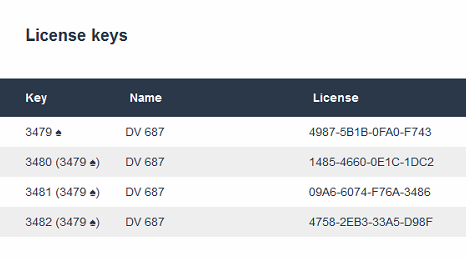 License keys
Key Name License
3479 ♠ DV 687 4987-5B1B-0FA0-F743
3480 (3479 ♠) DV 687 1485-4660-0E1C-1DC2
3481 (3479 ♠) DV 687 09A6-6074-F76A-3486
3482 (3479 ♠) DV 687 4758-2EB3-33A5-D98F